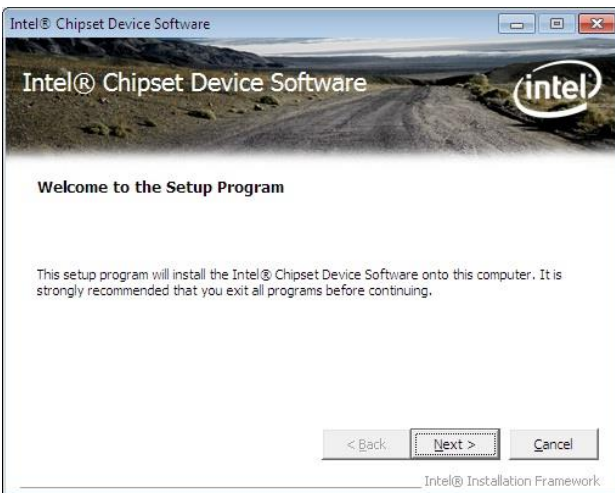 Intel® Chipset Device Software
Intel® Chipset Device Software
intel
Welcome to the Setup Program
This setup program will install the Intel® Chipset Device Software onto this computer. It is
strongly recommended that you exit all programs before continuing.
< Back Next > Cancel
Intel® Installation Framework